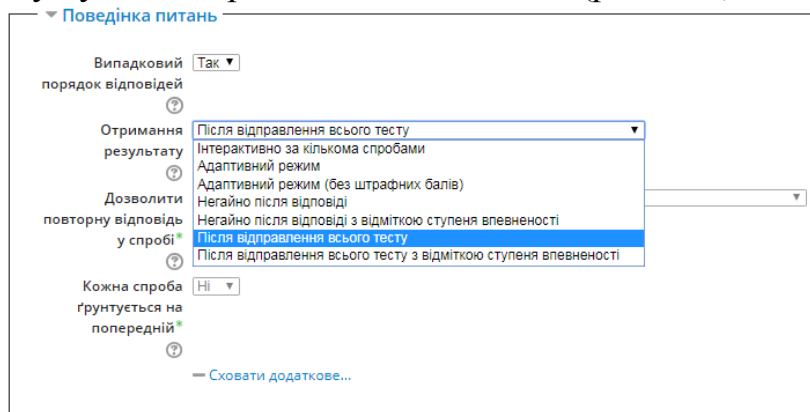 Поведінка питань
Випадковий порядок відповідей
Так
Отримання результату
Після відправлення всього тесту
Інтерактивно за кількома спробами
Адаптивний режим
Адаптивний режим (без штрафних балів)
Негайно після відповіді
Негайно після відповіді з відміткою ступеня впевненості
Після відправлення всього тесту
Після відправлення всього тесту з відміткою ступеня впевненості
Дозволити повторну відповідь у спробі*
Кожна спроба ґрунтується на попередній*
Ні
Сховати додаткове...